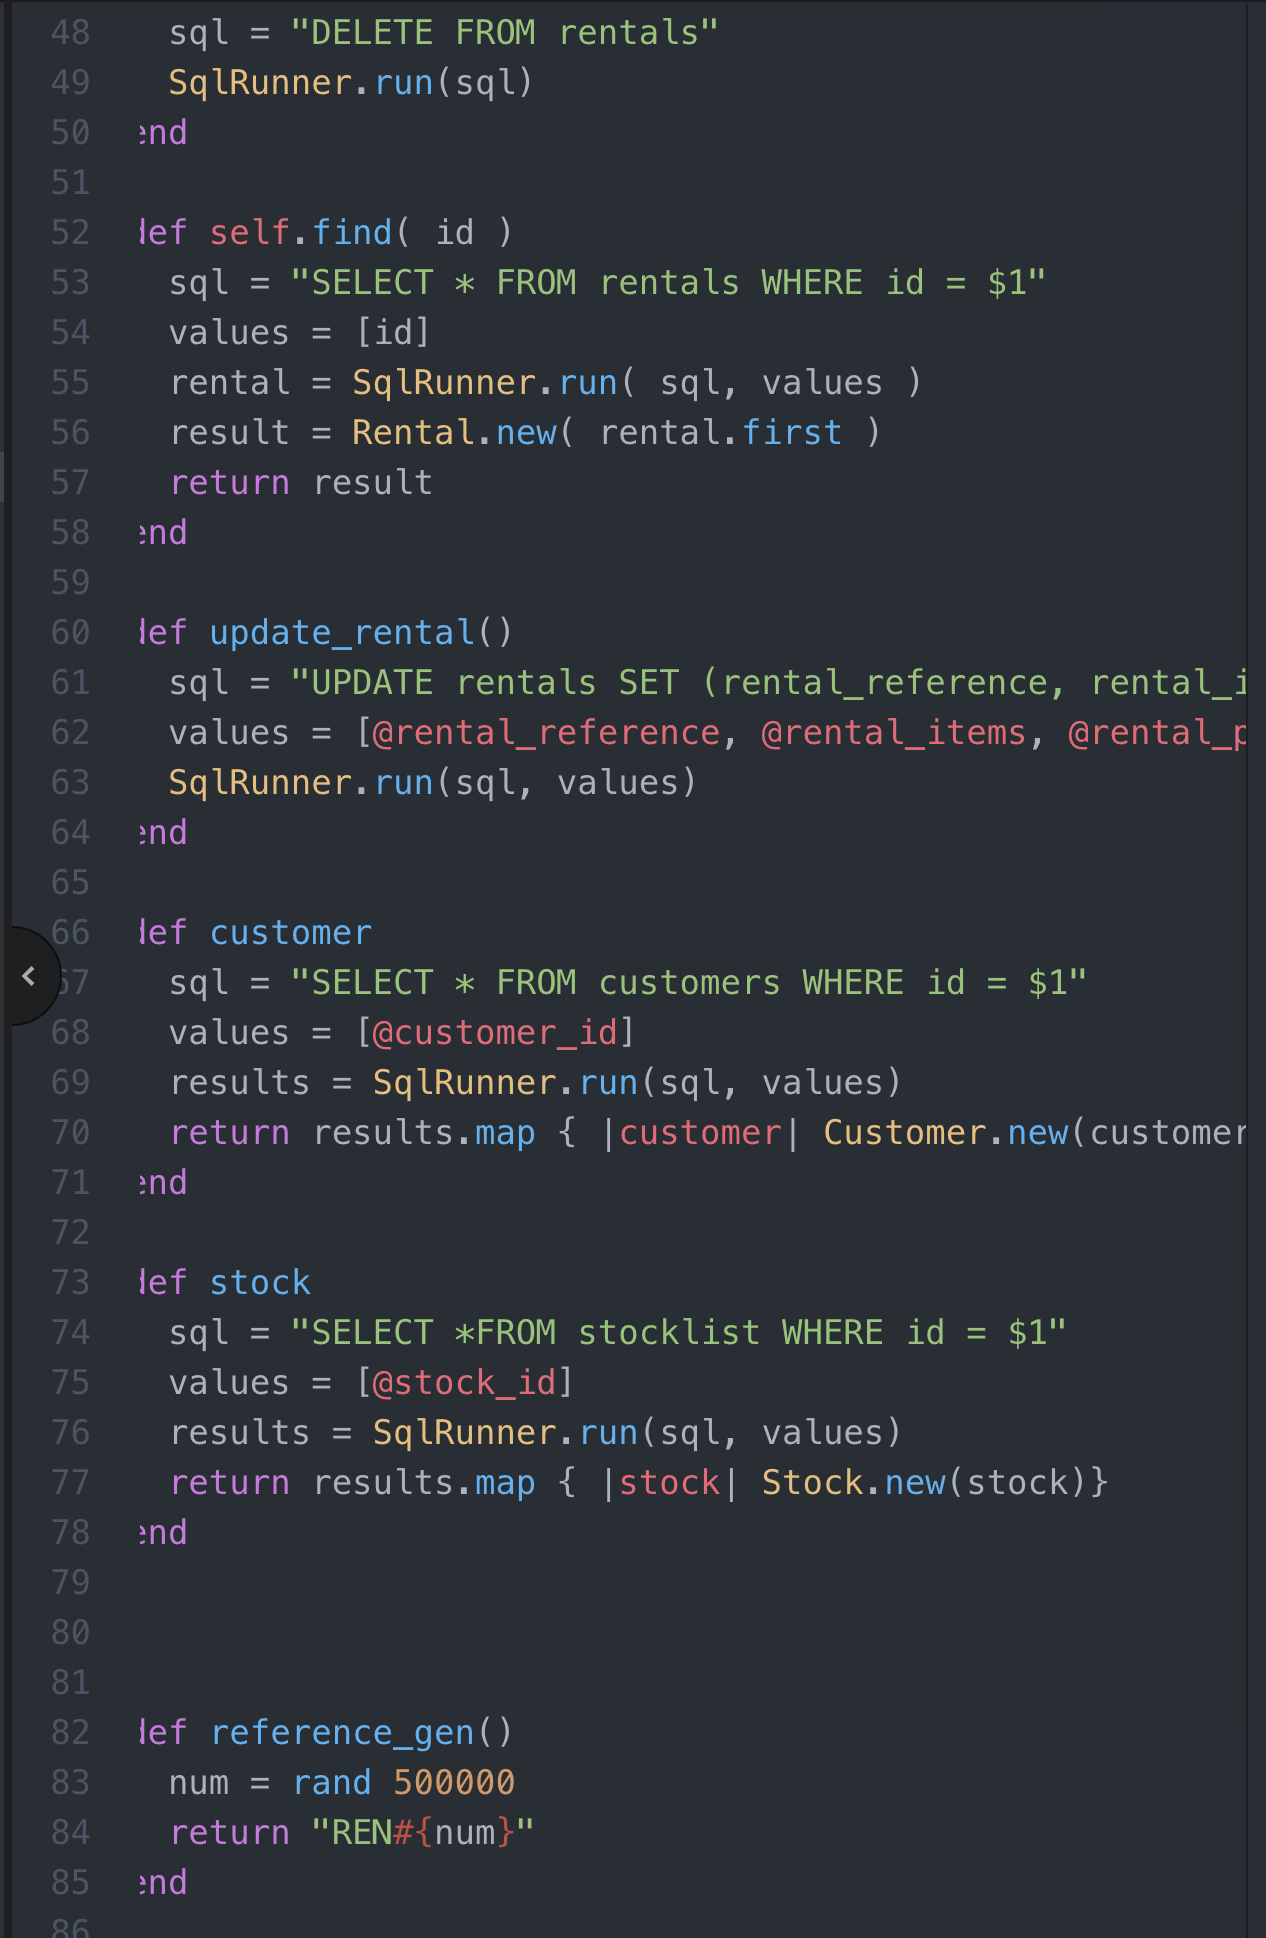 48 sql = "DELETE FROM rentals"
49 SqlRunner.run(sql)
50 end
51
52 def self.find( id )
53 sql = "SELECT * FROM rentals WHERE id = $1"
54 values = [id]
55 rental = SqlRunner.run( sql, values )
56 result = Rental.new( rental.first )
57 return result
58 end
59
60 def update_rental()
61 sql = "UPDATE rentals SET (rental_reference, rental_i
62 values = [@rental_reference, @rental_items, @rental_p
63 SqlRunner.run(sql, values)
64 end
65
66 def customer
67 sql = "SELECT * FROM customers WHERE id = $1"
68 values = [@customer_id]
69 results = SqlRunner.run(sql, values)
70 return results.map { |customer| Customer.new(customer
71 end
72
73 def stock
74 sql = "SELECT *FROM stocklist WHERE id = $1"
75 values = [@stock_id]
76 results = SqlRunner.run(sql, values)
77 return results.map { |stock| Stock.new(stock)}
78 end
79
80
81
82 def reference_gen()
83 num = rand 500000
84 return "REN#{num}"
85 end
86